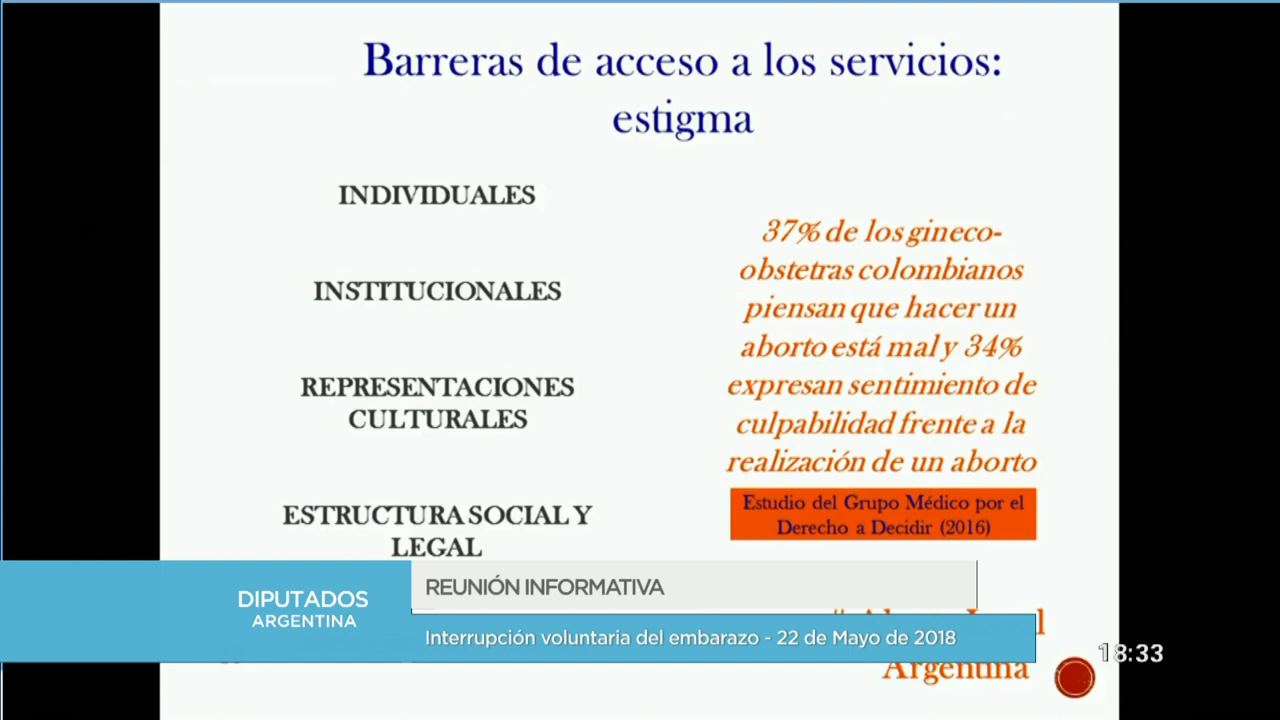 Barreras de acceso a los servicios:
estigma
INDIVIDUALES
INSTITUCIONALES
REPRESENTACIONES
CULTURALES
ESTRUCTURA SOCIAL Y
LEGAL
37% de los gineco-
obstetras colombianos
piensan que hacer un
aborto está mal y 34%
expresan sentimiento de
culpabilidad frente a la
realización de un aborto
Estudio del Grupo Médico por el
Derecho a Decidir (2016)
Argentina
DIPUTADOS
ARGENTINA
REUNIÓN INFORMATIVA
Interrupción voluntaria del embarazo - 22 de Mayo de 2018
18:33